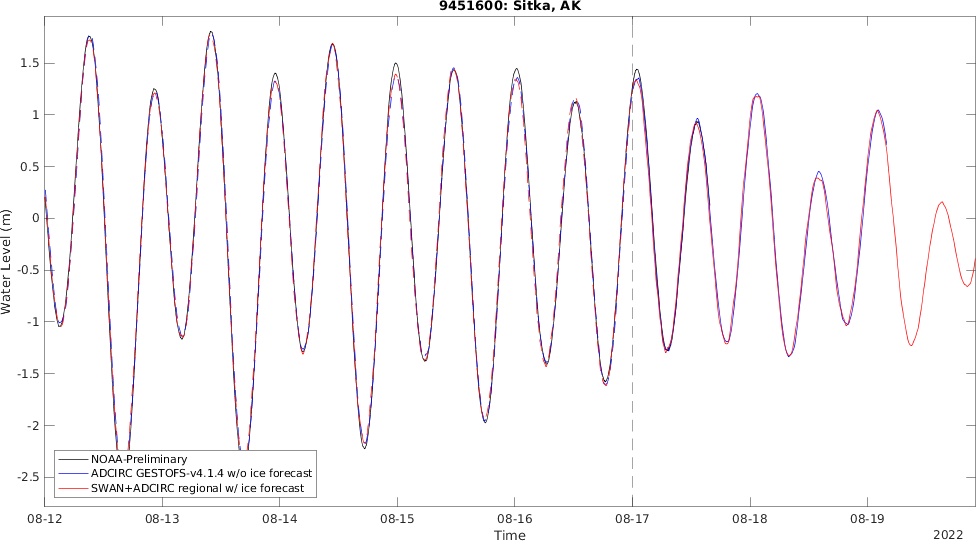 9451600: Sitka, AK
Water Level (m)
1.5
1
0.5
0
-0.5
-1
-1.5
-2
-2.5
NOAA-Preliminary
ADCIRC GESTOFS-v4.1.4 w/o ice forecast
SWAN+ADCIRC regional w/ ice forecast
08-12 08-13 08-14 08-15 08-16 08-17 08-18 08-19
Time
2022